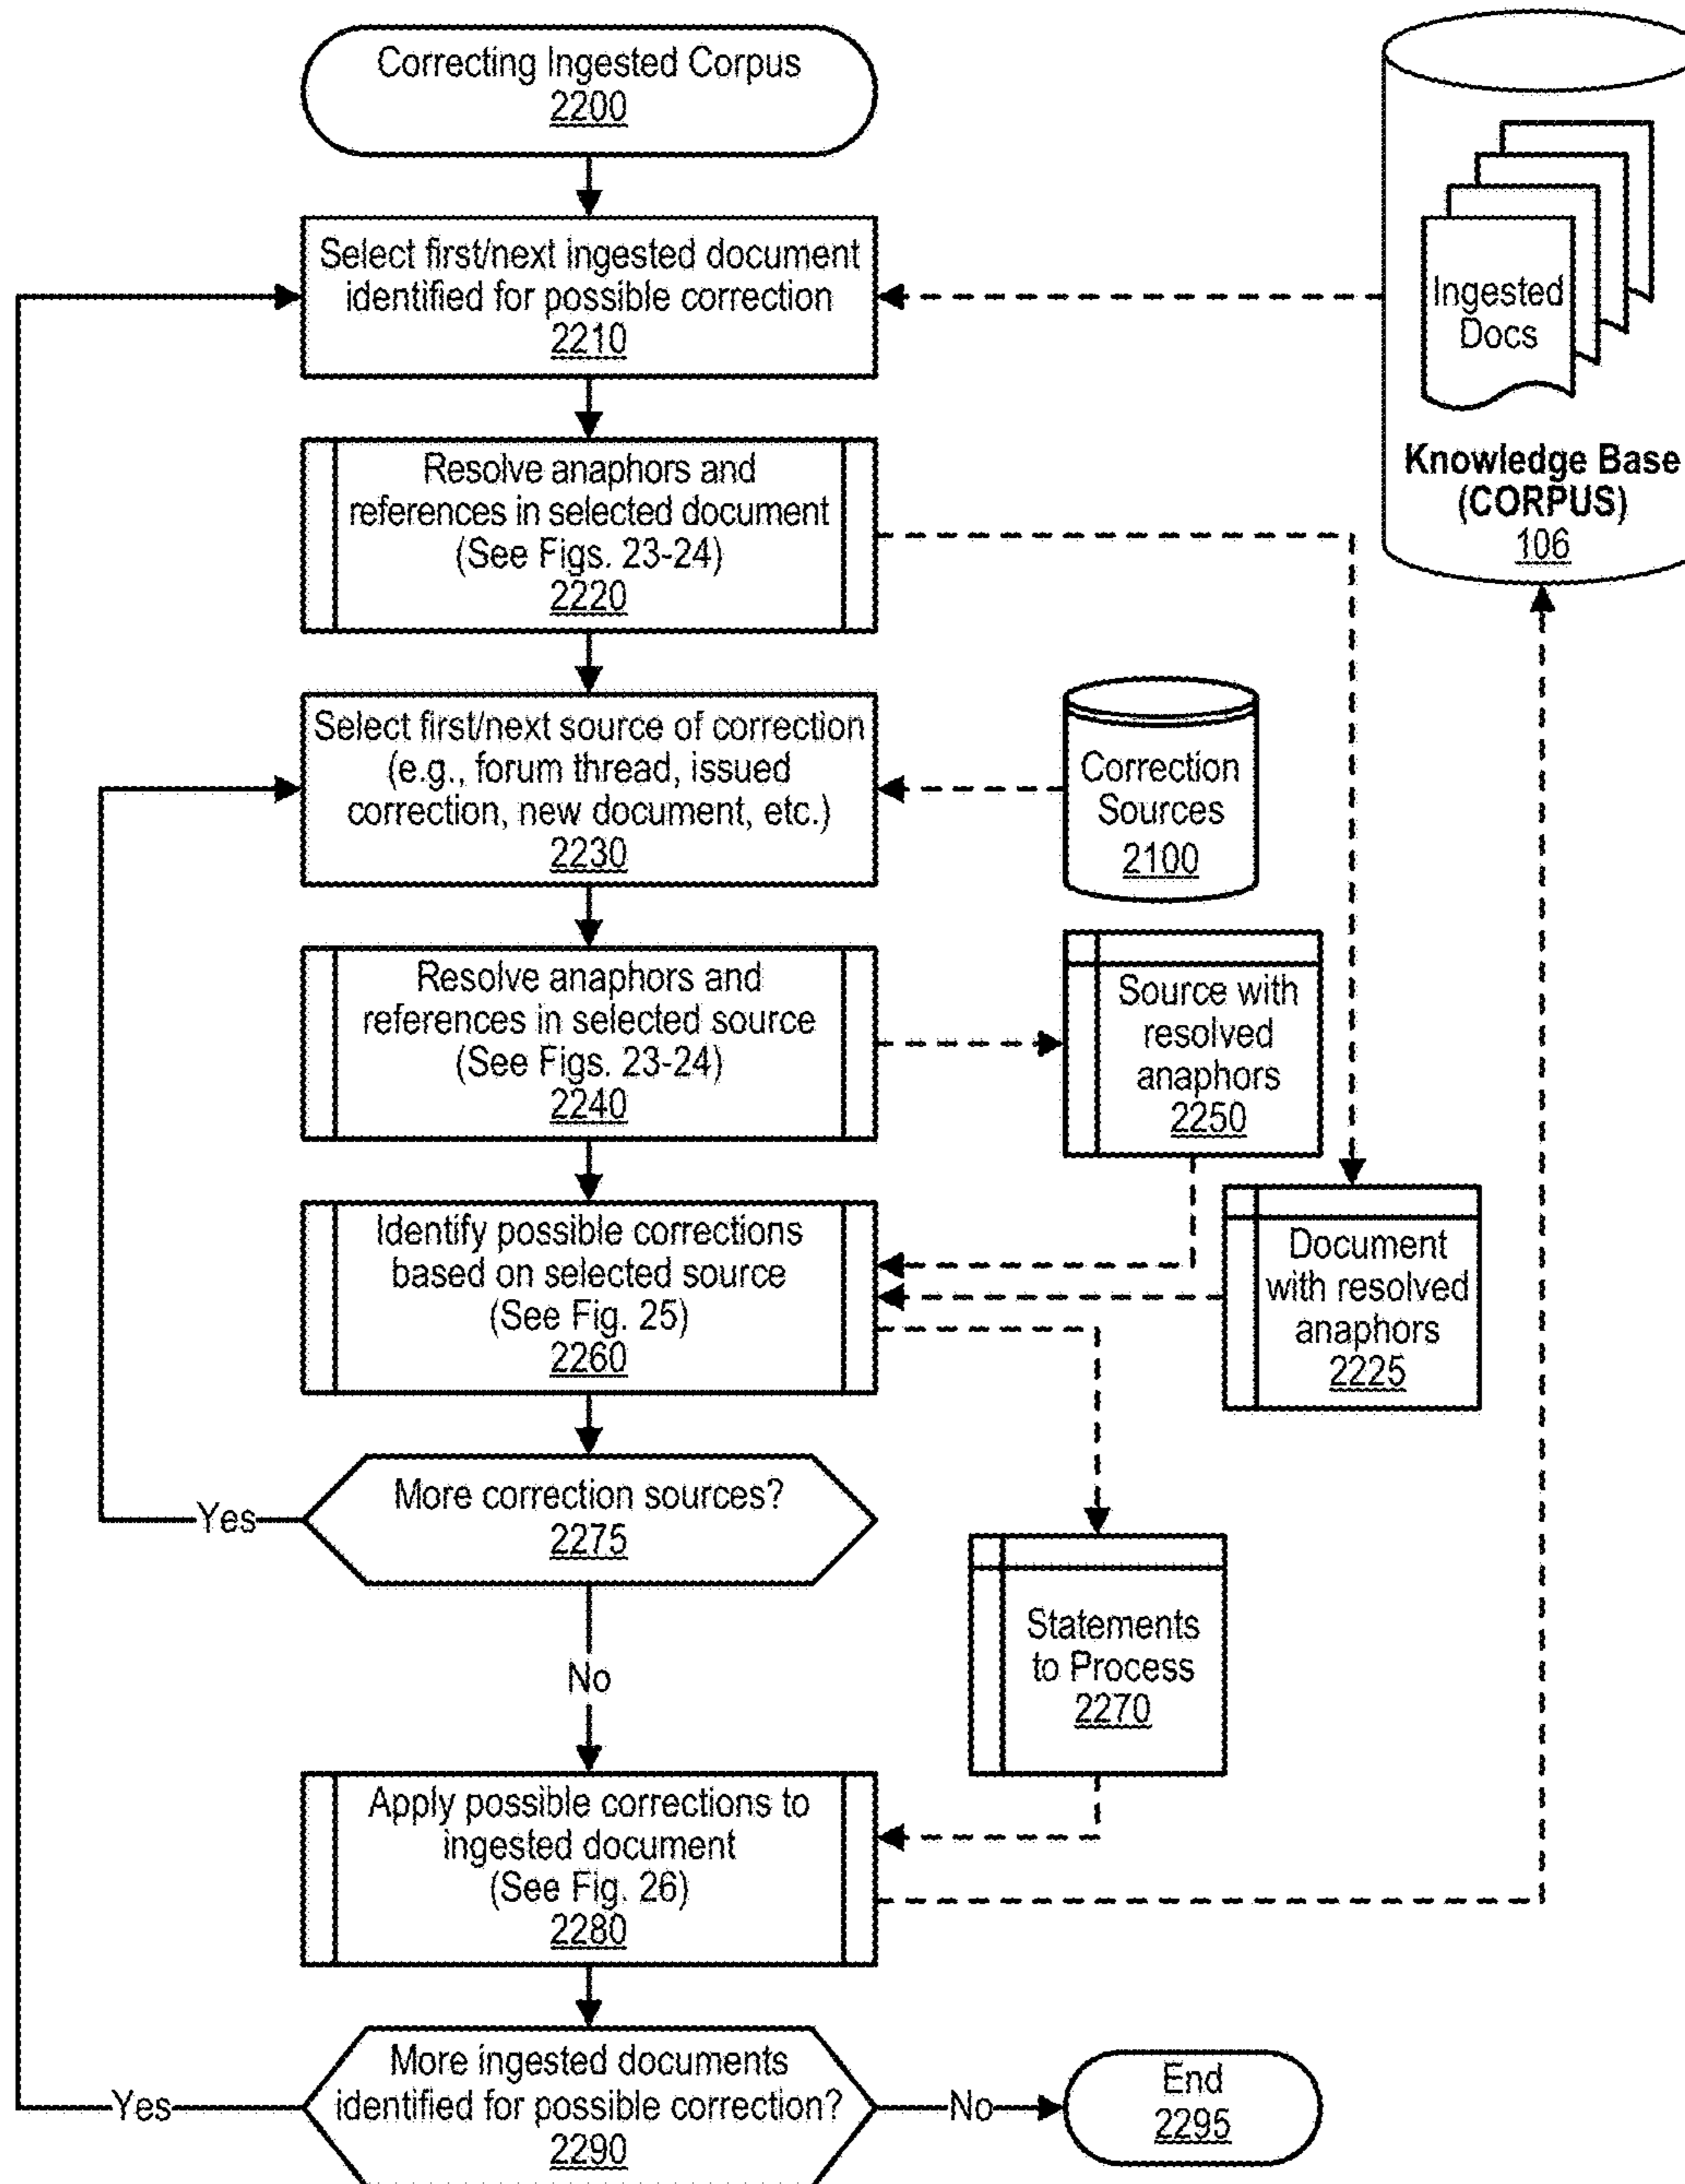 Correcting Ingested Corpus
2200
Select first/next ingested document
identified for possible correction
2210
Ingested
Docs
Knowledge Base
(CORPUS)
106
Resolve anaphors and
references in selected document
(See Figs. 23-24)
2220
Select first/next source of correction
(e.g., forum thread, issued
correction, new document, etc.)
2230
Correction
Sources
2100
Resolve anaphors and
references in selected source
(See Figs. 23-24)
2240
Source with
resolved
anaphors
2250
Identify possible corrections
based on selected source
(See Fig. 25)
2260
Document
with resolved
anaphors
2225
More correction sources?
2275
Yes
No
Statements
to Process
2270
Apply possible corrections to
ingested document
(See Fig. 26)
2280
More ingested documents
identified for possible correction?
2290
Yes
No
End
2295